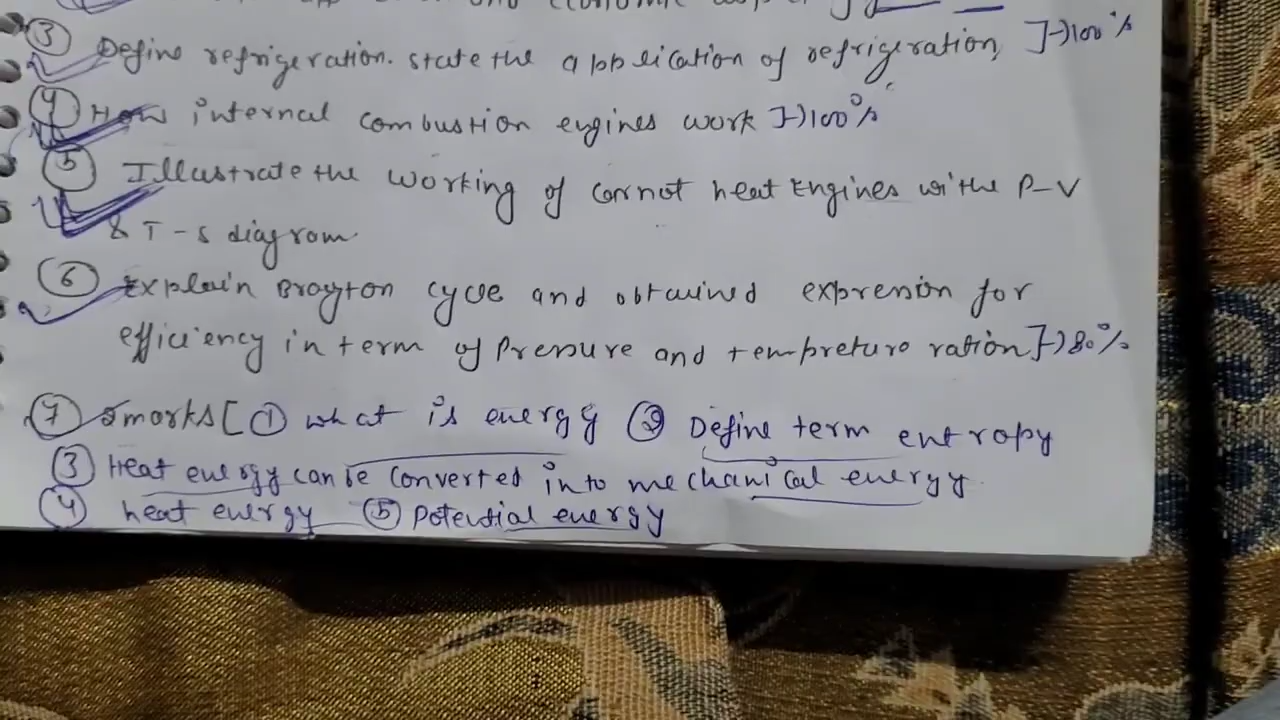 ③ Define refrigeration. state the application of refrigeration, ]→100%
④ How internal combustion engines work ]→100%
⑤ Illustrate the working of carnot heat Engines withe P-V
& T-s diagram
⑥ Explain Brayton cycle and obtained expression for
efficiency in term of Pressure and tempreture ration]→80%
⑦ 2marks[ ① what is energy ② Define term entropy
③ Heat energy can be converted into mechanical energy.
④ heat energy ⑤ potential energy